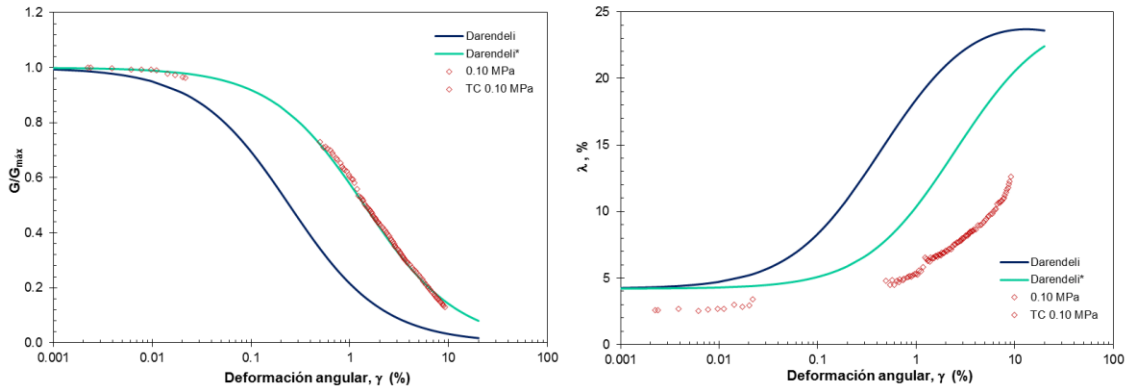 1.2
1.0
0.8
0.6
0.4
0.2
0.0
G/Gmáx
Darendeli
Darendeli*
0.10 MPa
TC 0.10 MPa
0.001 0.01 0.1 1 10 100
Deformación angular, γ (%)
25
20
15
10
5
0
λ , %
Darendeli
Darendeli*
0.10 MPa
TC 0.10 MPa
0.001 0.01 0.1 1 10 100
Deformación angular, γ (%)